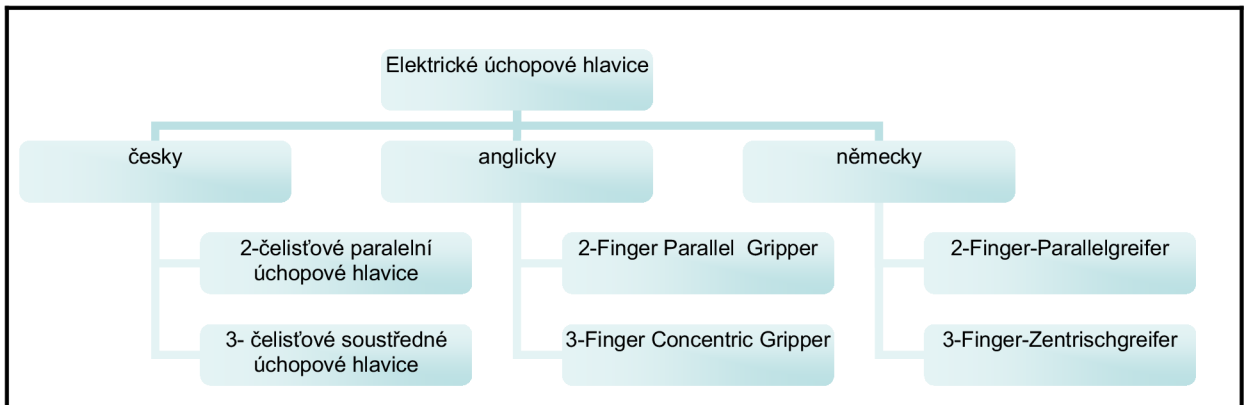 Elektrické úchopové hlavice
česky
anglicky
německy
2-čelisťové paralelní
úchopové hlavice
2-Finger Parallel  Gripper
2-Finger-Parallelgreifer
3- čelisťové soustředné
úchopové hlavice
3-Finger Concentric Gripper
3-Finger-Zentrischgreifer